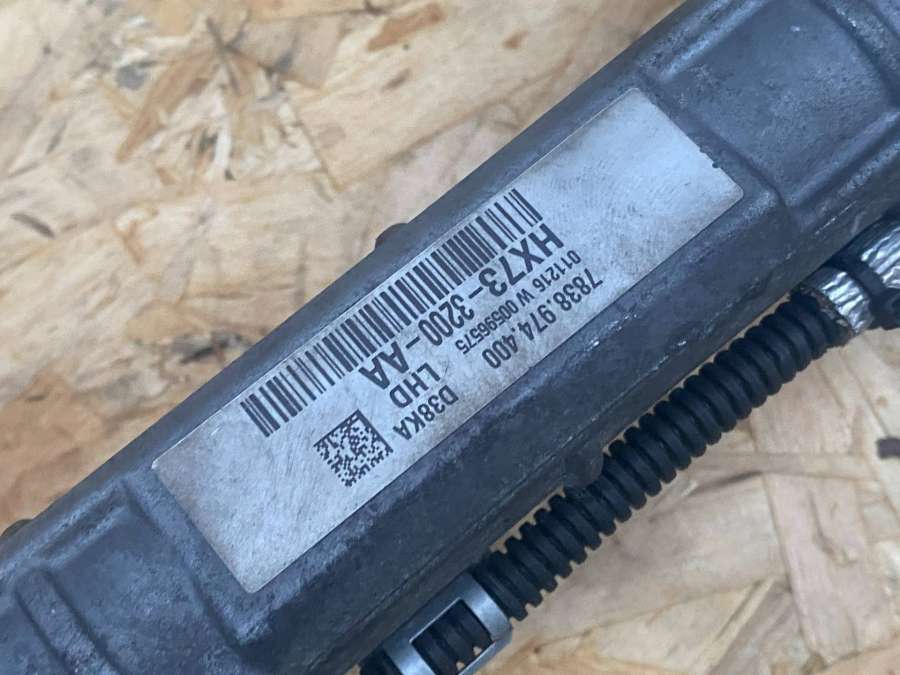 7838.974.400 D38KA
011216 W 00596575 LHD
HX73-3200-AA